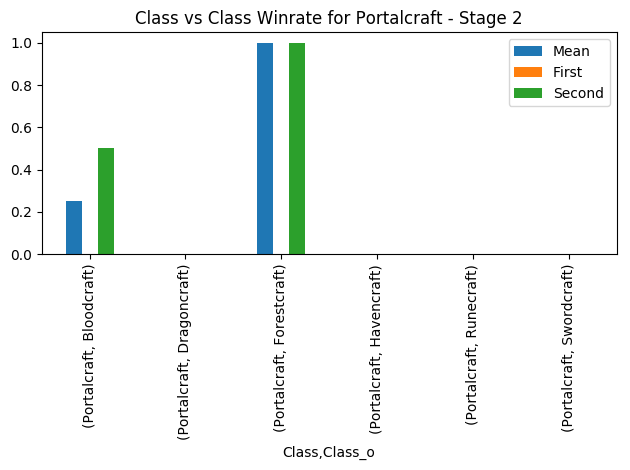 Class vs Class Winrate for Portalcraft - Stage 2
Mean
First
Second
1.0
0.8
0.6
0.4
0.2
0.0
(Portalcraft, Bloodcraft)
(Portalcraft, Dragoncraft)
(Portalcraft, Forestcraft)
(Portalcraft, Havencraft)
(Portalcraft, Runecraft)
(Portalcraft, Swordcraft)
Class,Class_o